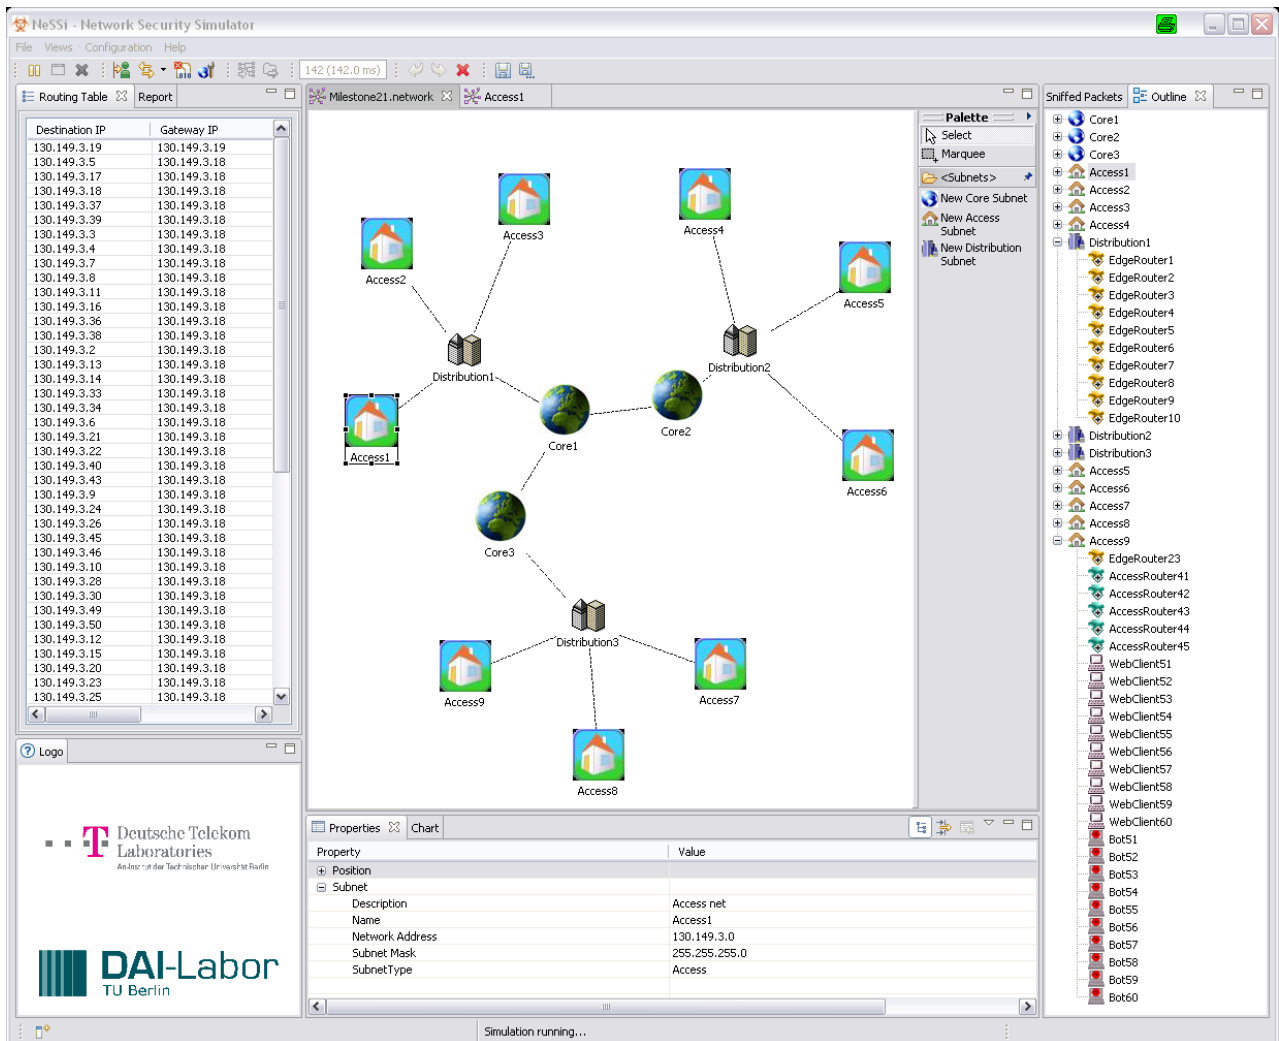 NeSSi - Network Security Simulator
File Views Configuration Help
142 (142.0 ms)
Routing Table Report
Destination IP Gateway IP
130.149.3.19 130.149.3.19
130.149.3.5 130.149.3.18
130.149.3.17 130.149.3.18
130.149.3.18 130.149.3.18
130.149.3.37 130.149.3.18
130.149.3.39 130.149.3.18
130.149.3.3 130.149.3.18
130.149.3.4 130.149.3.18
130.149.3.7 130.149.3.18
130.149.3.8 130.149.3.18
130.149.3.11 130.149.3.18
130.149.3.16 130.149.3.18
130.149.3.36 130.149.3.18
130.149.3.38 130.149.3.18
130.149.3.2 130.149.3.18
130.149.3.13 130.149.3.18
130.149.3.14 130.149.3.18
130.149.3.33 130.149.3.18
130.149.3.34 130.149.3.18
130.149.3.6 130.149.3.18
130.149.3.21 130.149.3.18
130.149.3.22 130.149.3.18
130.149.3.40 130.149.3.18
130.149.3.43 130.149.3.18
130.149.3.9 130.149.3.18
130.149.3.24 130.149.3.18
130.149.3.26 130.149.3.18
130.149.3.45 130.149.3.18
130.149.3.46 130.149.3.18
130.149.3.10 130.149.3.18
130.149.3.28 130.149.3.18
130.149.3.30 130.149.3.18
130.149.3.49 130.149.3.18
130.149.3.50 130.149.3.18
130.149.3.12 130.149.3.18
130.149.3.15 130.149.3.18
130.149.3.20 130.149.3.18
130.149.3.23 130.149.3.18
130.149.3.25 130.149.3.18
Logo
Deutsche Telekom
Laboratories
An-Institut der Technischen Universität Berlin
DAI-Labor
TU Berlin
Milestone21.network Access1
Access3
Access4
Access2
Access5
Distribution2
Distribution1
Core2
Core1
Access1
Access6
Core3
Distribution3
Access9
Access7
Access8
Palette
Select
Marquee
<Subnets>
New Core Subnet
New Access
Subnet
New Distribution
Subnet
Properties Chart
Property Value
Position
Subnet
Description Access net
Name Access1
Network Address 130.149.3.0
Subnet Mask 255.255.255.0
SubnetType Access
Sniffed Packets Outline
Core1
Core2
Core3
Access1
Access2
Access3
Access4
Distribution1
EdgeRouter1
EdgeRouter2
EdgeRouter3
EdgeRouter4
EdgeRouter5
EdgeRouter6
EdgeRouter7
EdgeRouter8
EdgeRouter9
EdgeRouter10
Distribution2
Distribution3
Access5
Access6
Access7
Access8
Access9
EdgeRouter23
AccessRouter41
AccessRouter42
AccessRouter43
AccessRouter44
AccessRouter45
WebClient51
WebClient52
WebClient53
WebClient54
WebClient55
WebClient56
WebClient57
WebClient58
WebClient59
WebClient60
Bot51
Bot52
Bot53
Bot54
Bot55
Bot56
Bot57
Bot58
Bot59
Bot60
Simulation running...